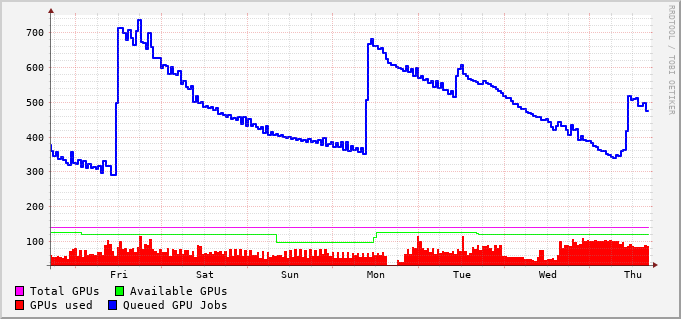 700
600
500
400
300
200
100
Fri Sat Sun Mon Tue Wed Thu
Total GPUs Available GPUs
GPUs used Queued GPU Jobs
RRDTOOL / TOBI OETIKER